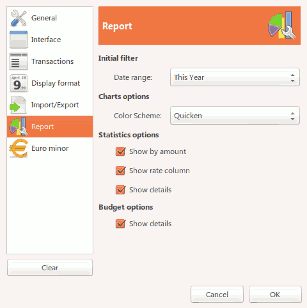 General
Interface
Transactions
Display format
Import/Export
Report
Euro minor
Clear
Report
Initial filter
Date range: This Year
Charts options
Color Scheme: Quicken
Statistics options
Show by amount
Show rate column
Show details
Budget options
Show details
Cancel OK